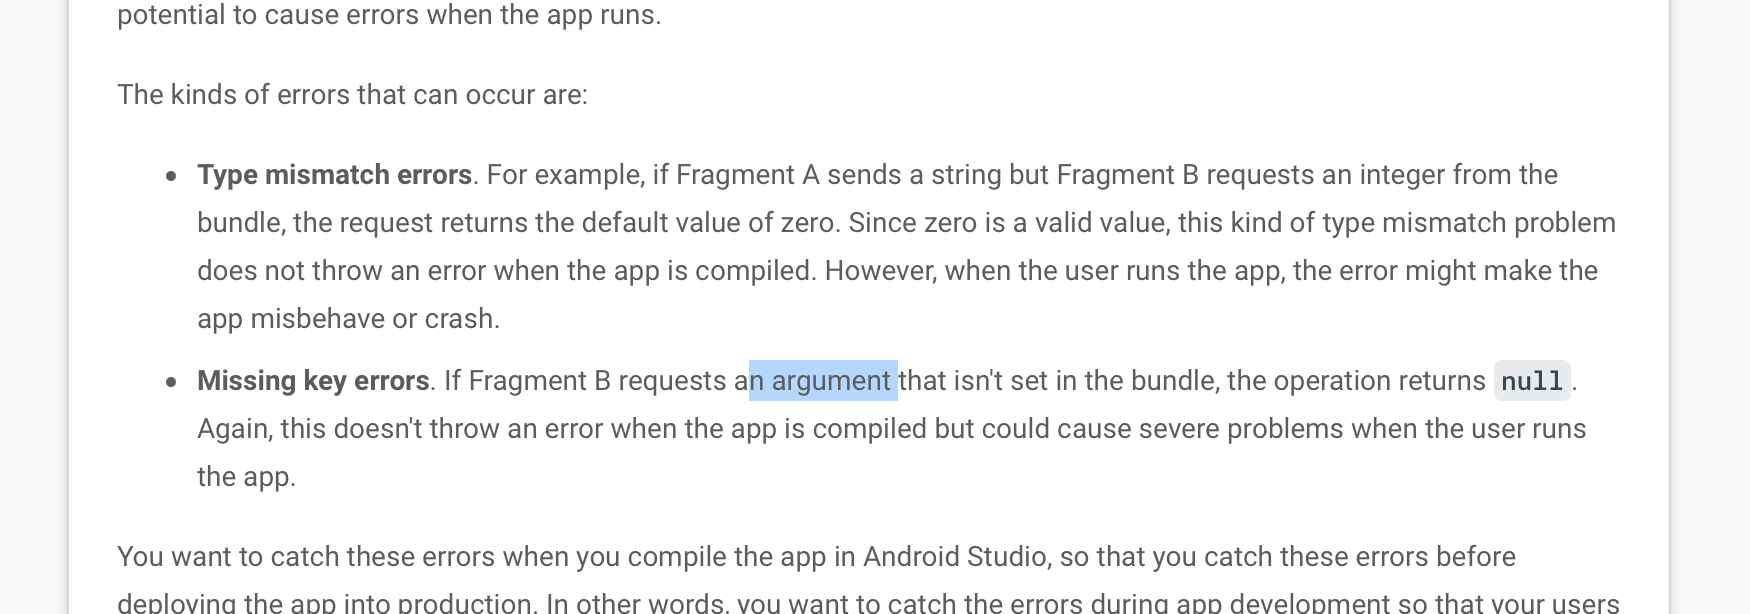 potential to cause errors when the app runs.
The kinds of errors that can occur are:
• Type mismatch errors. For example, if Fragment A sends a string but Fragment B requests an integer from the
bundle, the request returns the default value of zero. Since zero is a valid value, this kind of type mismatch problem
does not throw an error when the app is compiled. However, when the user runs the app, the error might make the
app misbehave or crash.
• Missing key errors. If Fragment B requests an argument that isn't set in the bundle, the operation returns null.
Again, this doesn't throw an error when the app is compiled but could cause severe problems when the user runs
the app.
You want to catch these errors when you compile the app in Android Studio, so that you catch these errors before
deploying the app into production. In other words, you want to catch the errors during app development so that your users